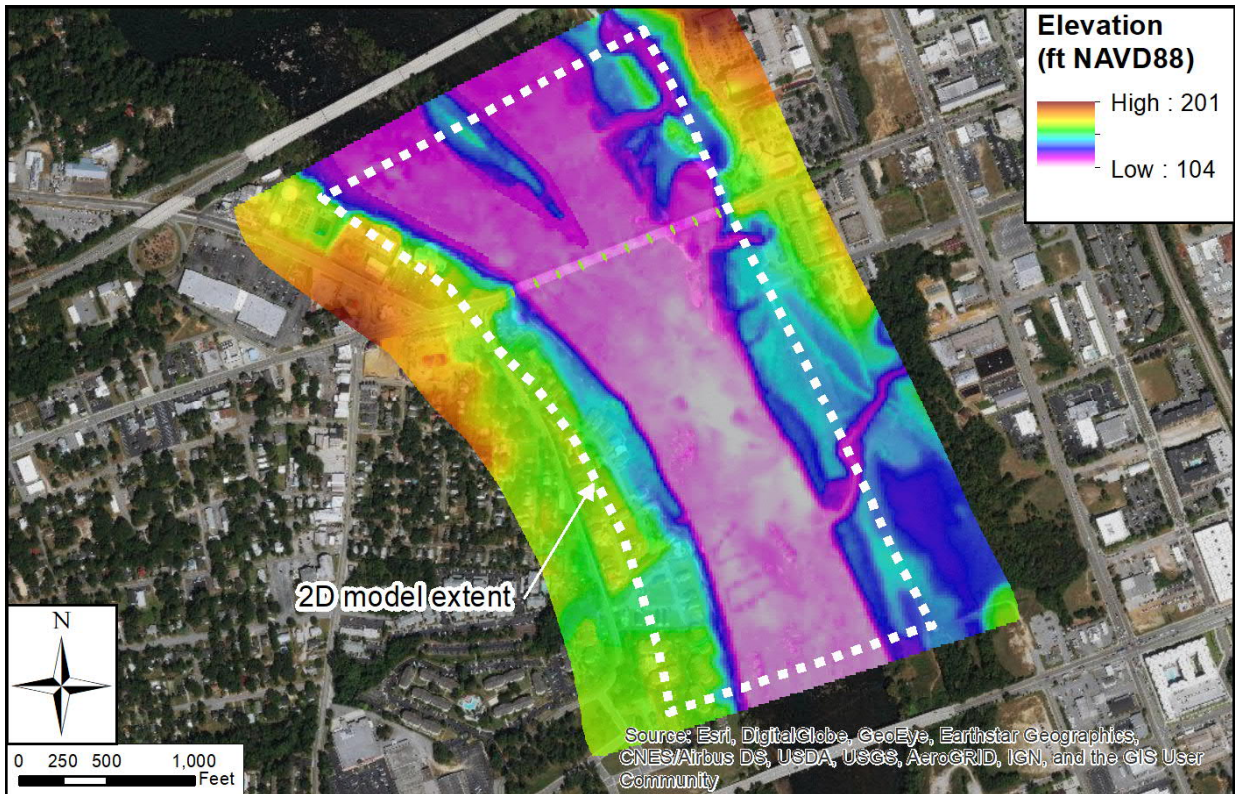 Elevation
(ft NAVD88)
High : 201
Low : 104
2D model extent
N
0 250 500 1,000
Feet
Source: Esri, DigitalGlobe, GeoEye, Earthstar Geographics,
CNES/Airbus DS, USDA, USGS, AeroGRID, IGN, and the GIS User
Community